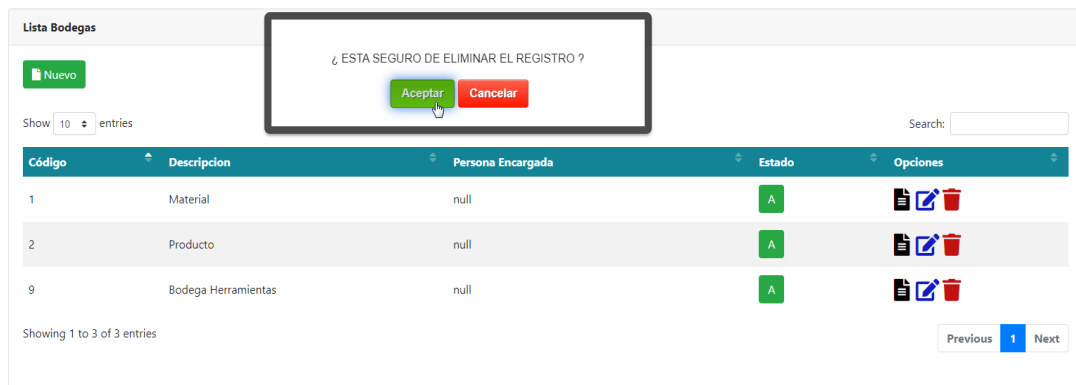 Lista Bodegas
¿ ESTA SEGURO DE ELIMINAR EL REGISTRO ?
Nuevo
Aceptar Cancelar
Show 10 entries Search:
Código Descripcion Persona Encargada Estado Opciones
1 Material null A
2 Producto null A
9 Bodega Herramientas null A
Showing 1 to 3 of 3 entries
Previous 1 Next